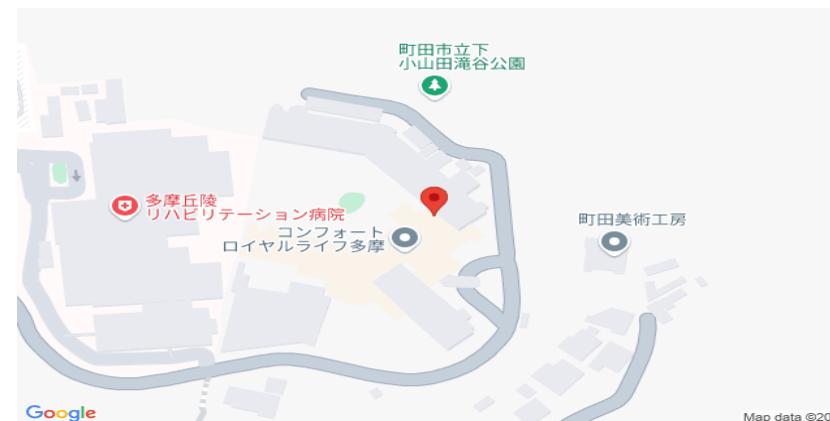 町田市立下
小山田滝谷公園
多摩丘陵
リハビリテーション病院
コンフォート
ロイヤルライフ多摩
町田美術工房
Google
Map data ©20